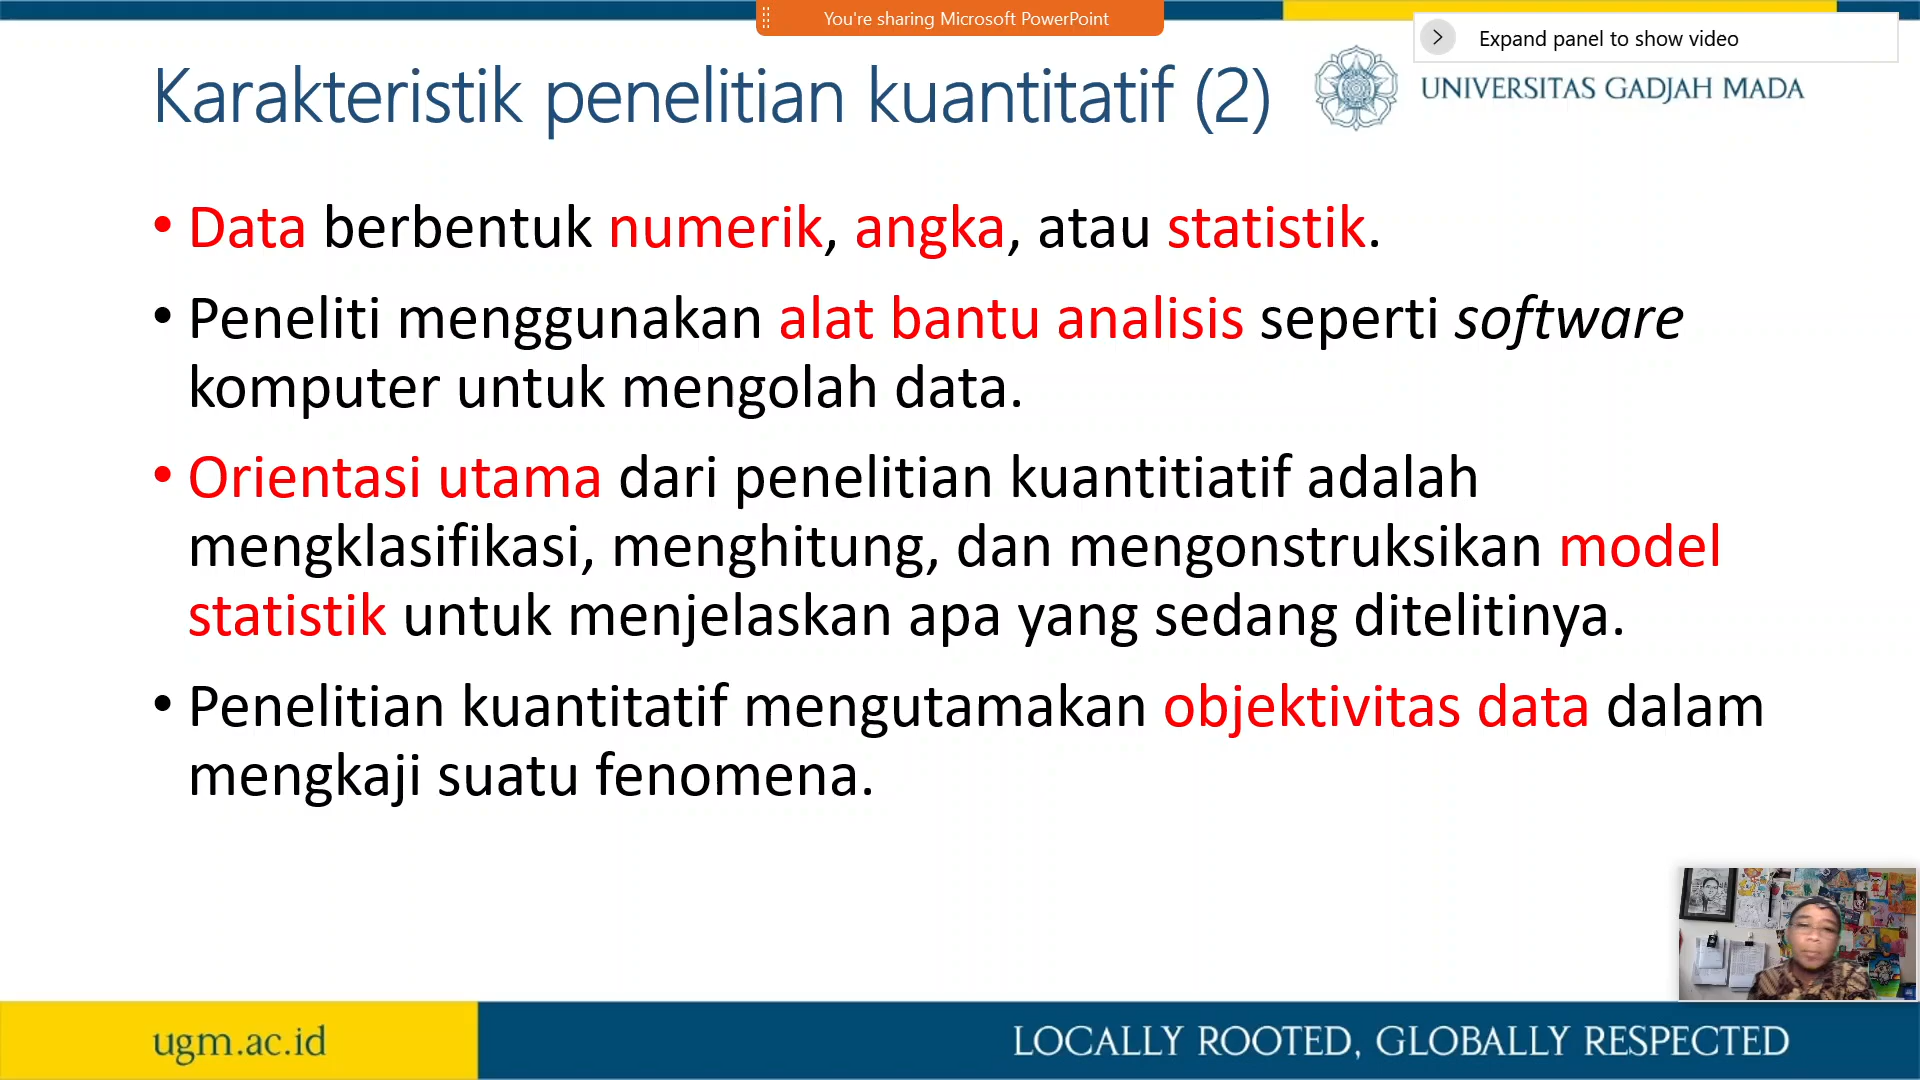 You're sharing Microsoft PowerPoint
Expand panel to show video
Karakteristik penelitian kuantitatif (2)
UNIVERSITAS GADJAH MADA
• Data berbentuk numerik, angka, atau statistik.
• Peneliti menggunakan alat bantu analisis seperti software
komputer untuk mengolah data.
• Orientasi utama dari penelitian kuantitiatif adalah
mengklasifikasi, menghitung, dan mengonstruksikan model
statistik untuk menjelaskan apa yang sedang ditelitinya.
• Penelitian kuantitatif mengutamakan objektivitas data dalam
mengkaji suatu fenomena.
ugm.ac.id
LOCALLY ROOTED, GLOBALLY RESPECTED